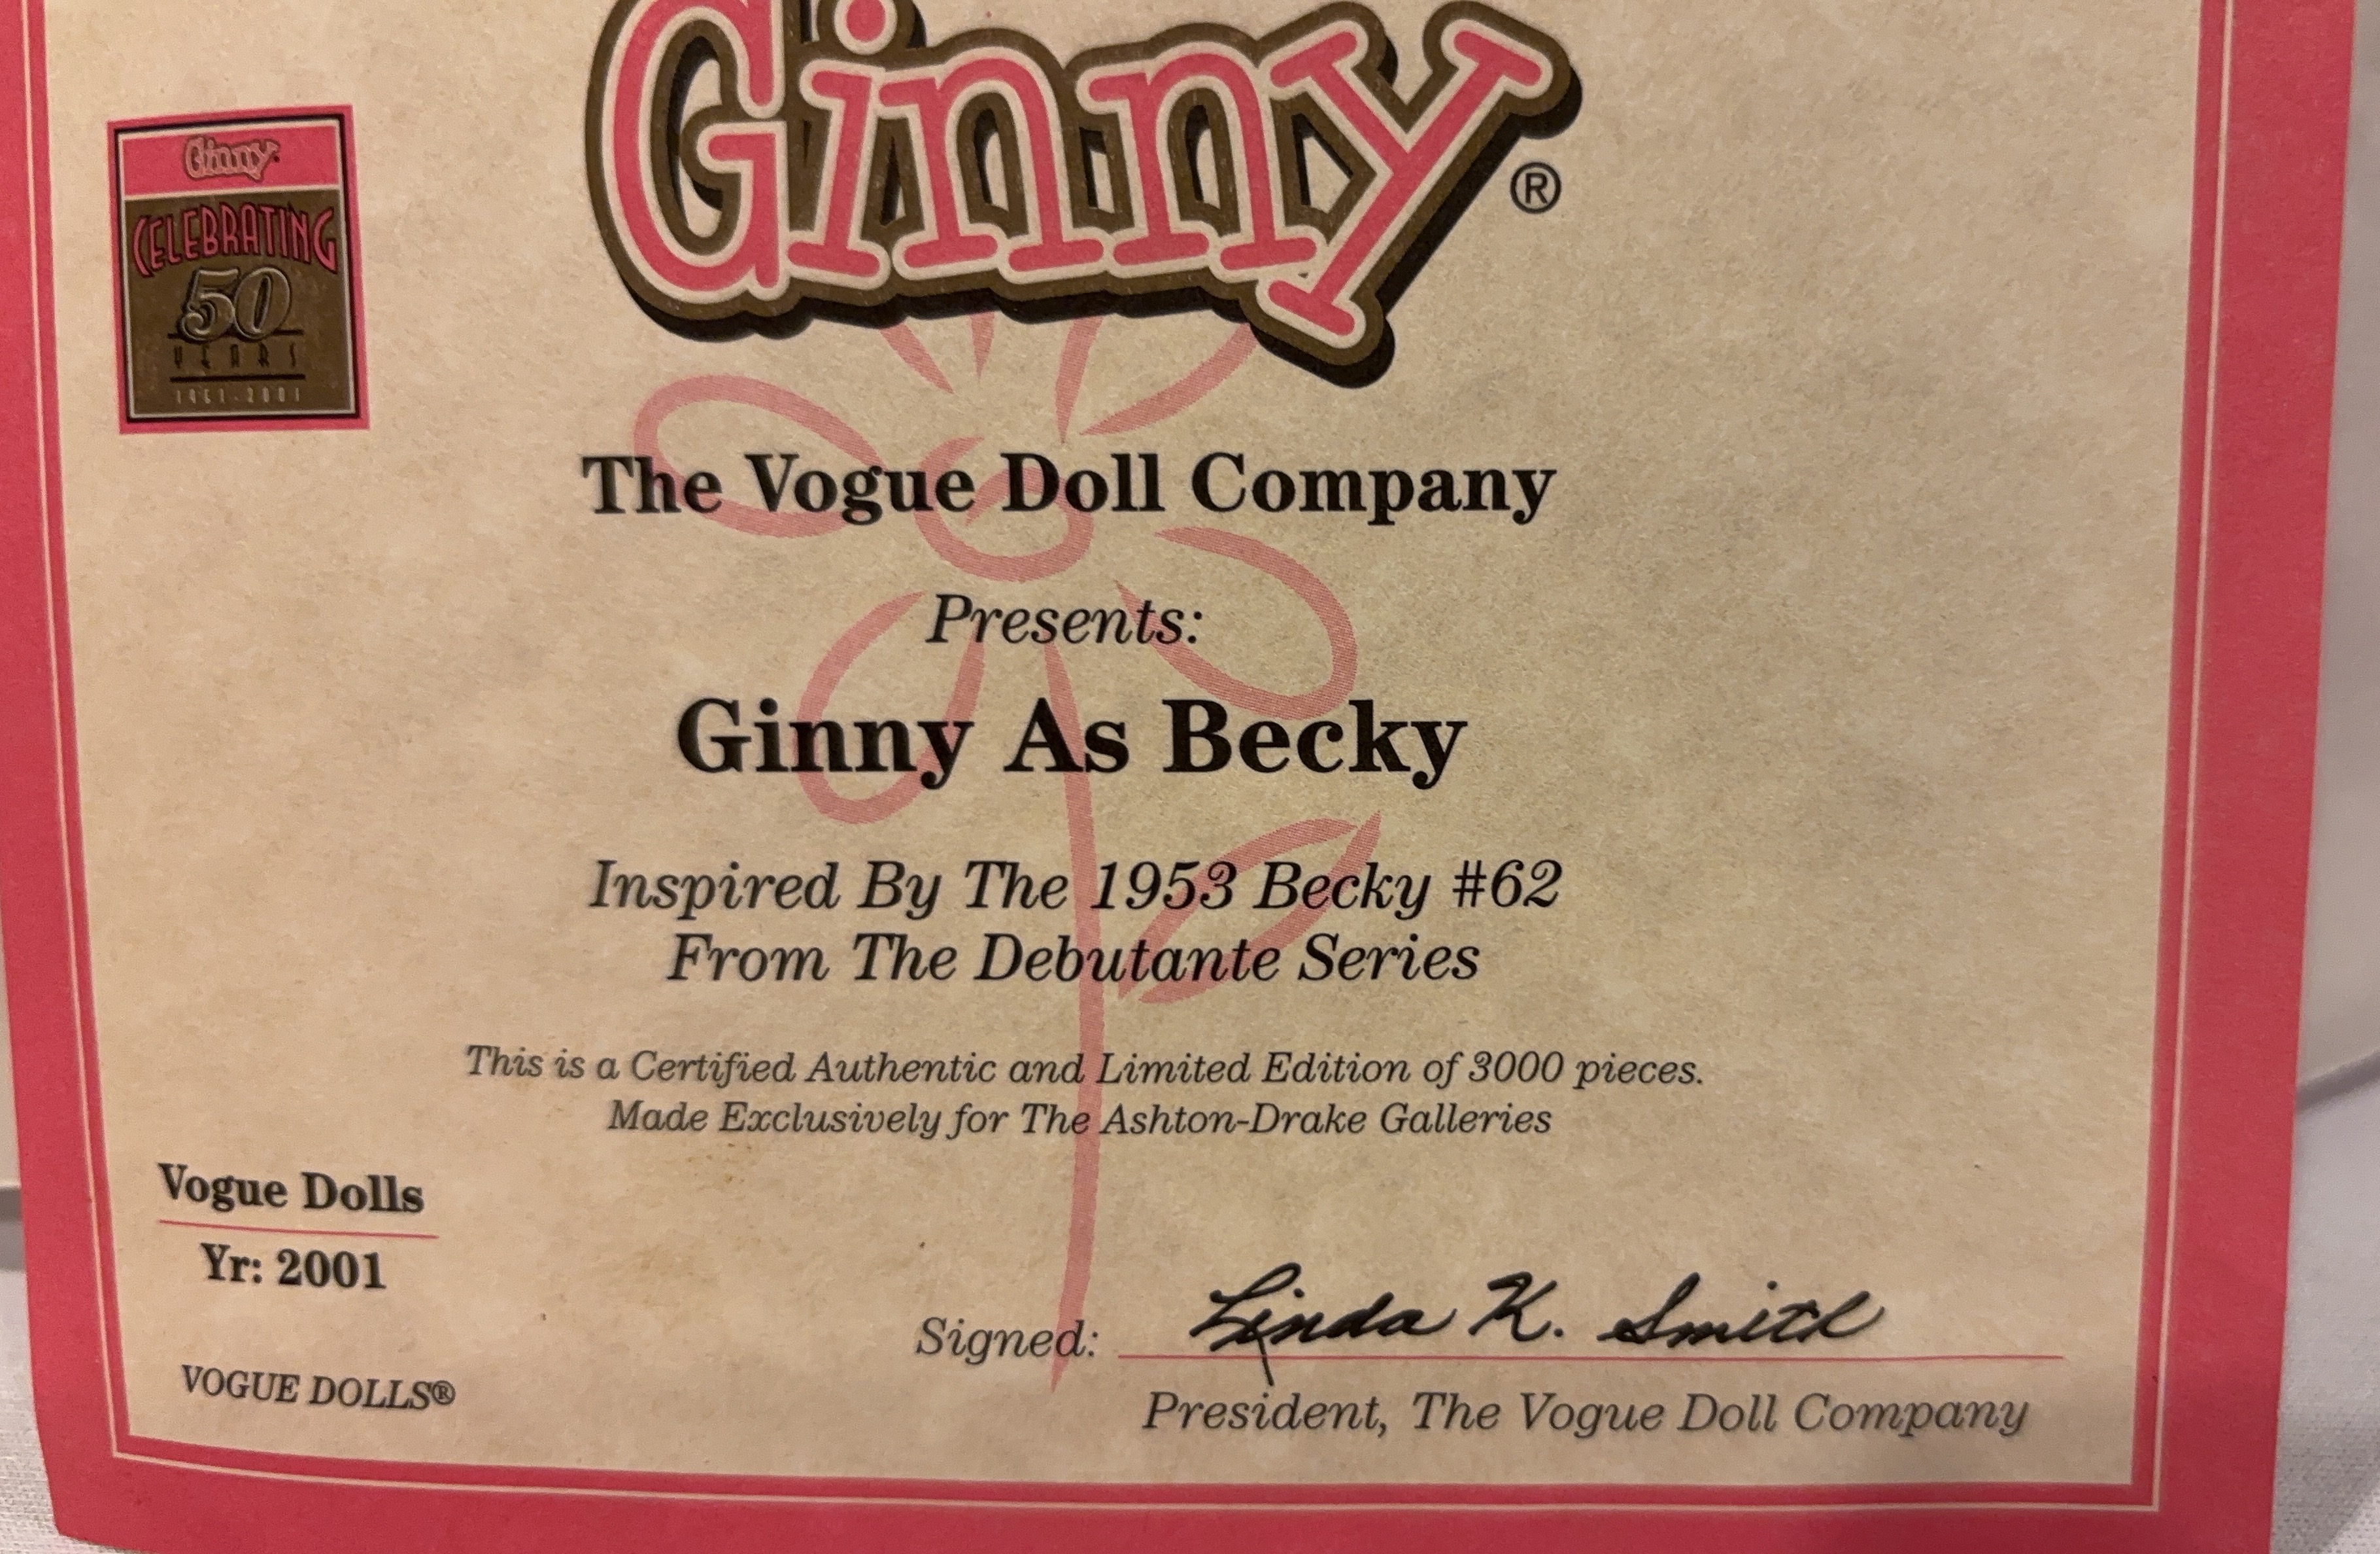 Ginny®
Ginny
CELEBRATING
50
YEARS
1951-2001
The Vogue Doll Company
Presents:
Ginny As Becky
Inspired By The 1953 Becky #62
From The Debutante Series
This is a Certified Authentic and Limited Edition of 3000 pieces.
Made Exclusively for The Ashton-Drake Galleries
Vogue Dolls
Yr: 2001
VOGUE DOLLS®
Signed: Linda K. Smith
President, The Vogue Doll Company